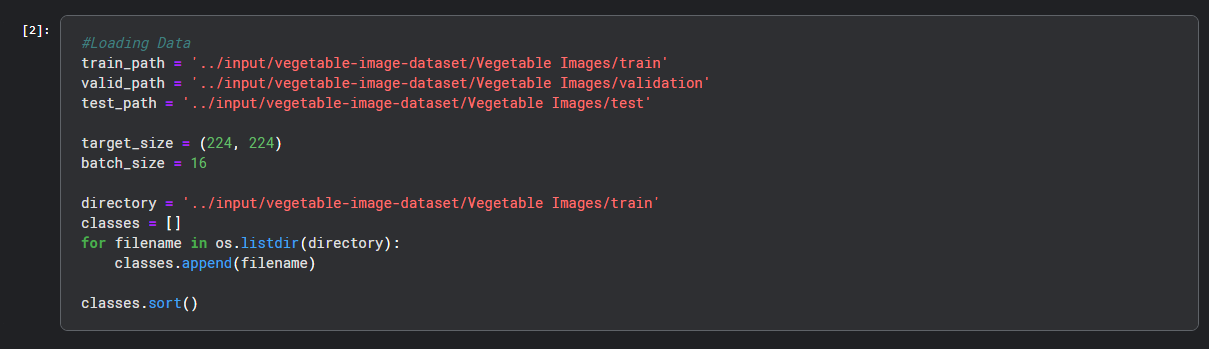 [2]:
#Loading Data
train_path = '../input/vegetable-image-dataset/Vegetable Images/train'
valid_path = '../input/vegetable-image-dataset/Vegetable Images/validation'
test_path = '../input/vegetable-image-dataset/Vegetable Images/test'
target_size = (224, 224)
batch_size = 16
directory = '../input/vegetable-image-dataset/Vegetable Images/train'
classes = []
for filename in os.listdir(directory):
    classes.append(filename)
classes.sort()